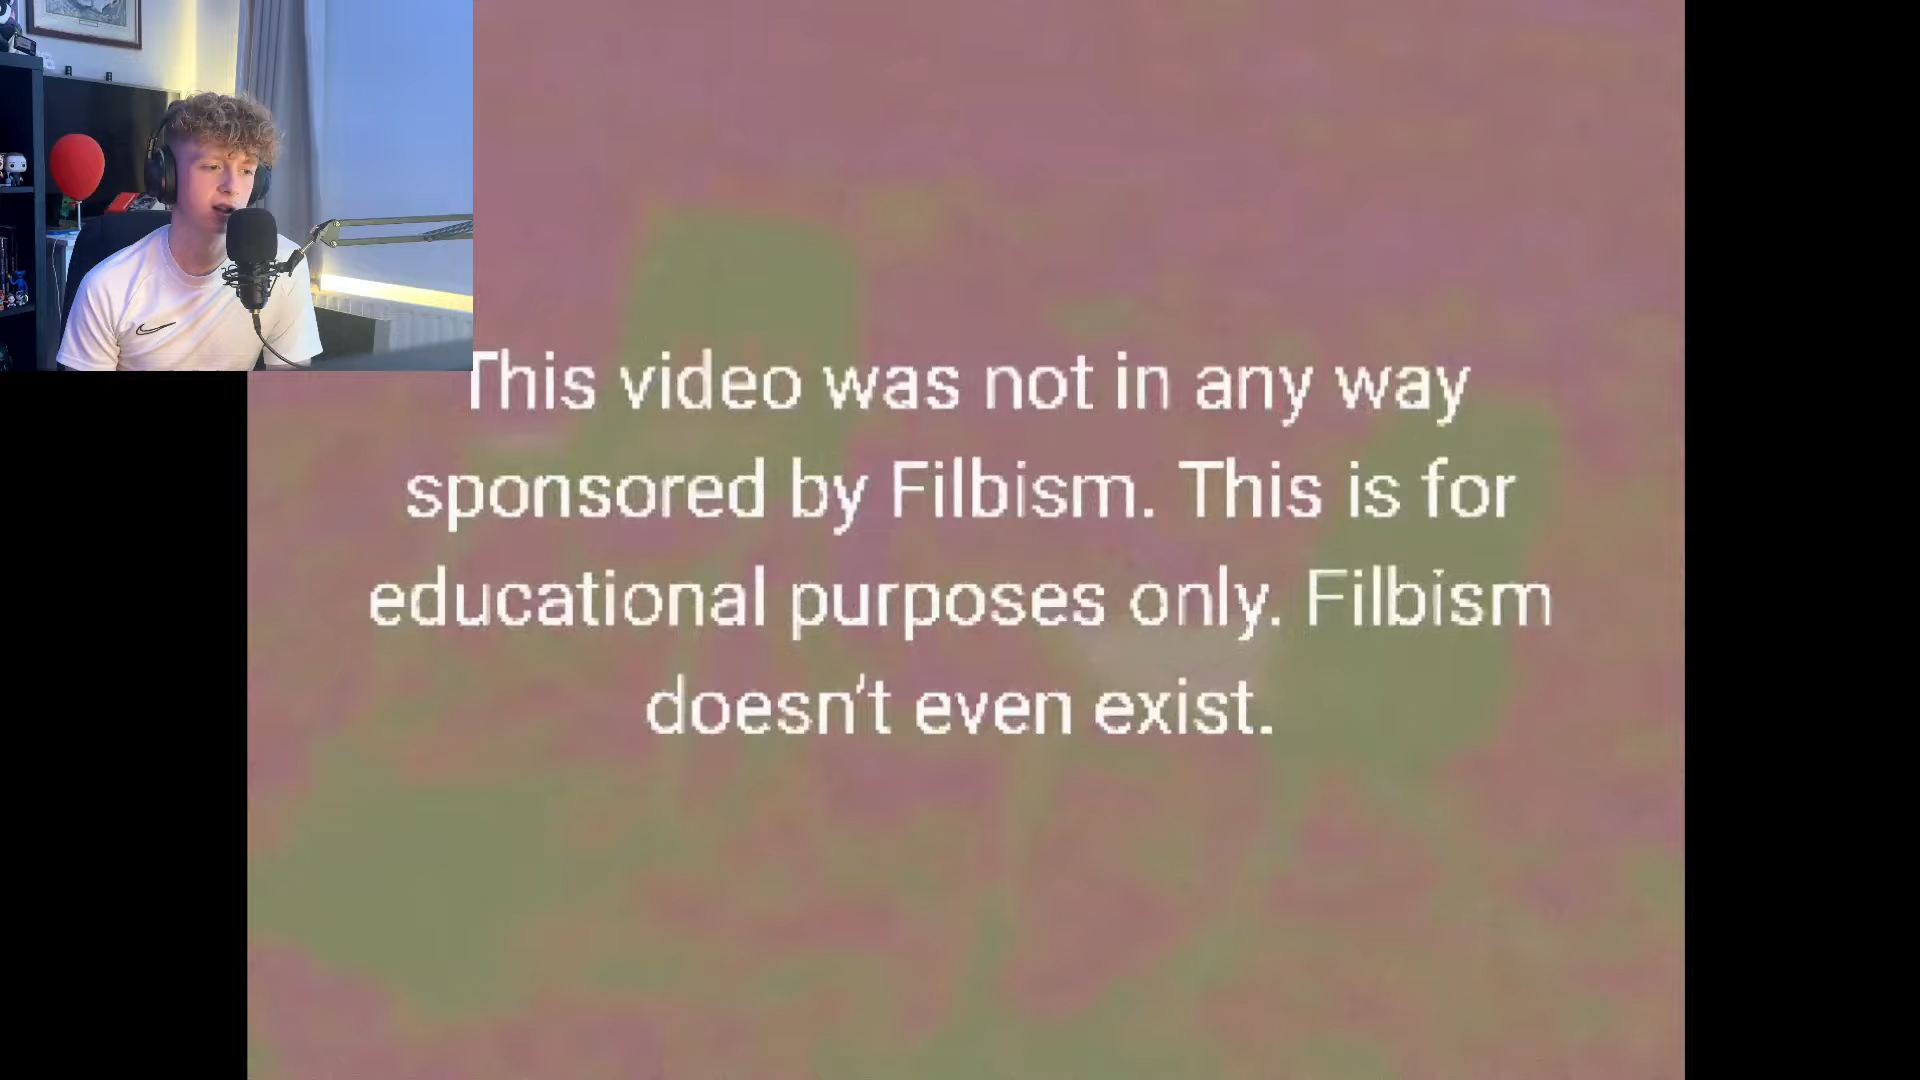 This video was not in any way
sponsored by Filbism. This is for
educational purposes only. Filbism
doesn't even exist.